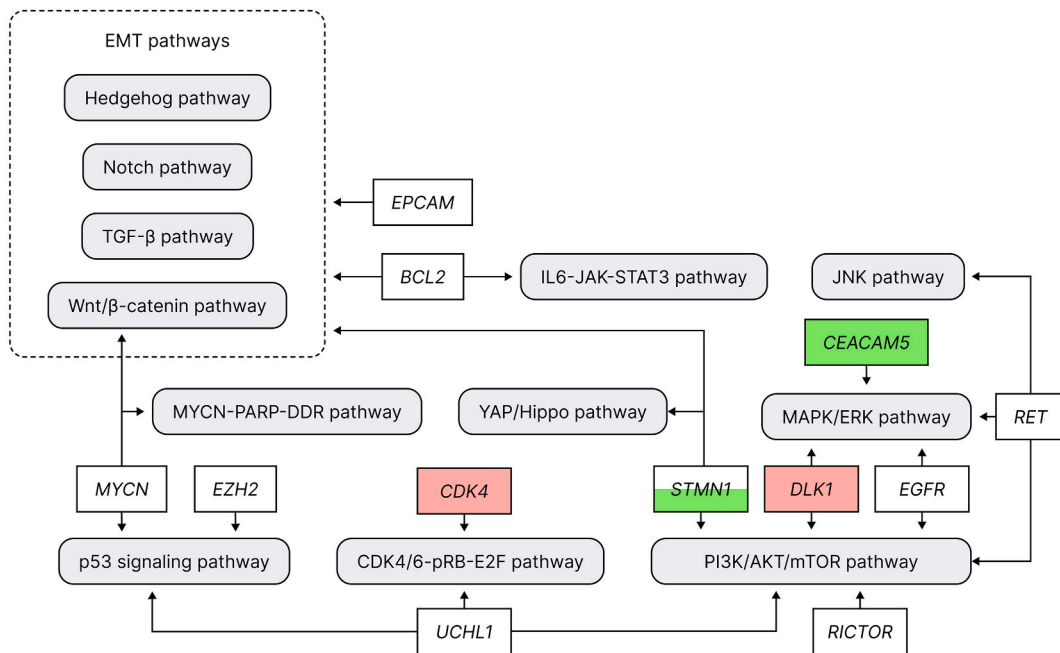 EMT pathways
Hedgehog pathway
Notch pathway
TGF-β pathway
Wnt/β-catenin pathway
EPCAM
BCL2
IL6-JAK-STAT3 pathway
JNK pathway
CEACAM5
MYCN-PARP-DDR pathway
YAP/Hippo pathway
MAPK/ERK pathway
RET
MYCN
EZH2
CDK4
STMN1
DLK1
EGFR
p53 signaling pathway
CDK4/6-pRB-E2F pathway
PI3K/AKT/mTOR pathway
UCHL1
RICTOR